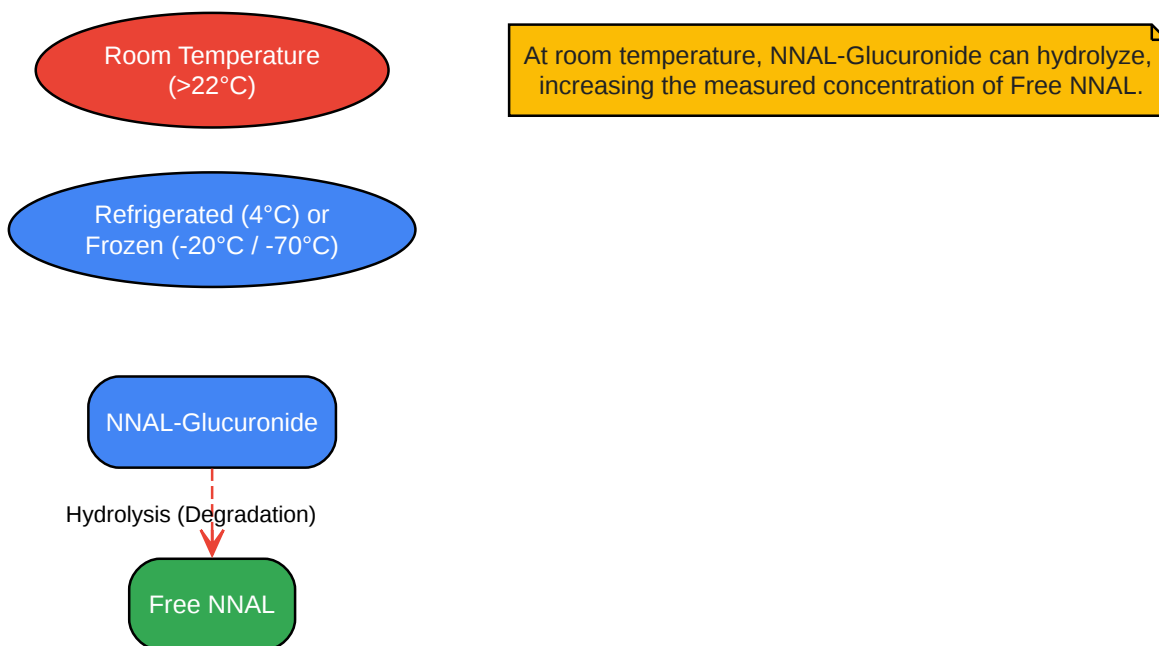 Room Temperature
(>22°C)
At room temperature, NNAL-Glucuronide can hydrolyze,
increasing the measured concentration of Free NNAL.
Refrigerated (4°C) or
Frozen (-20°C / -70°C)
NNAL-Glucuronide
Hydrolysis (Degradation)
Free NNAL